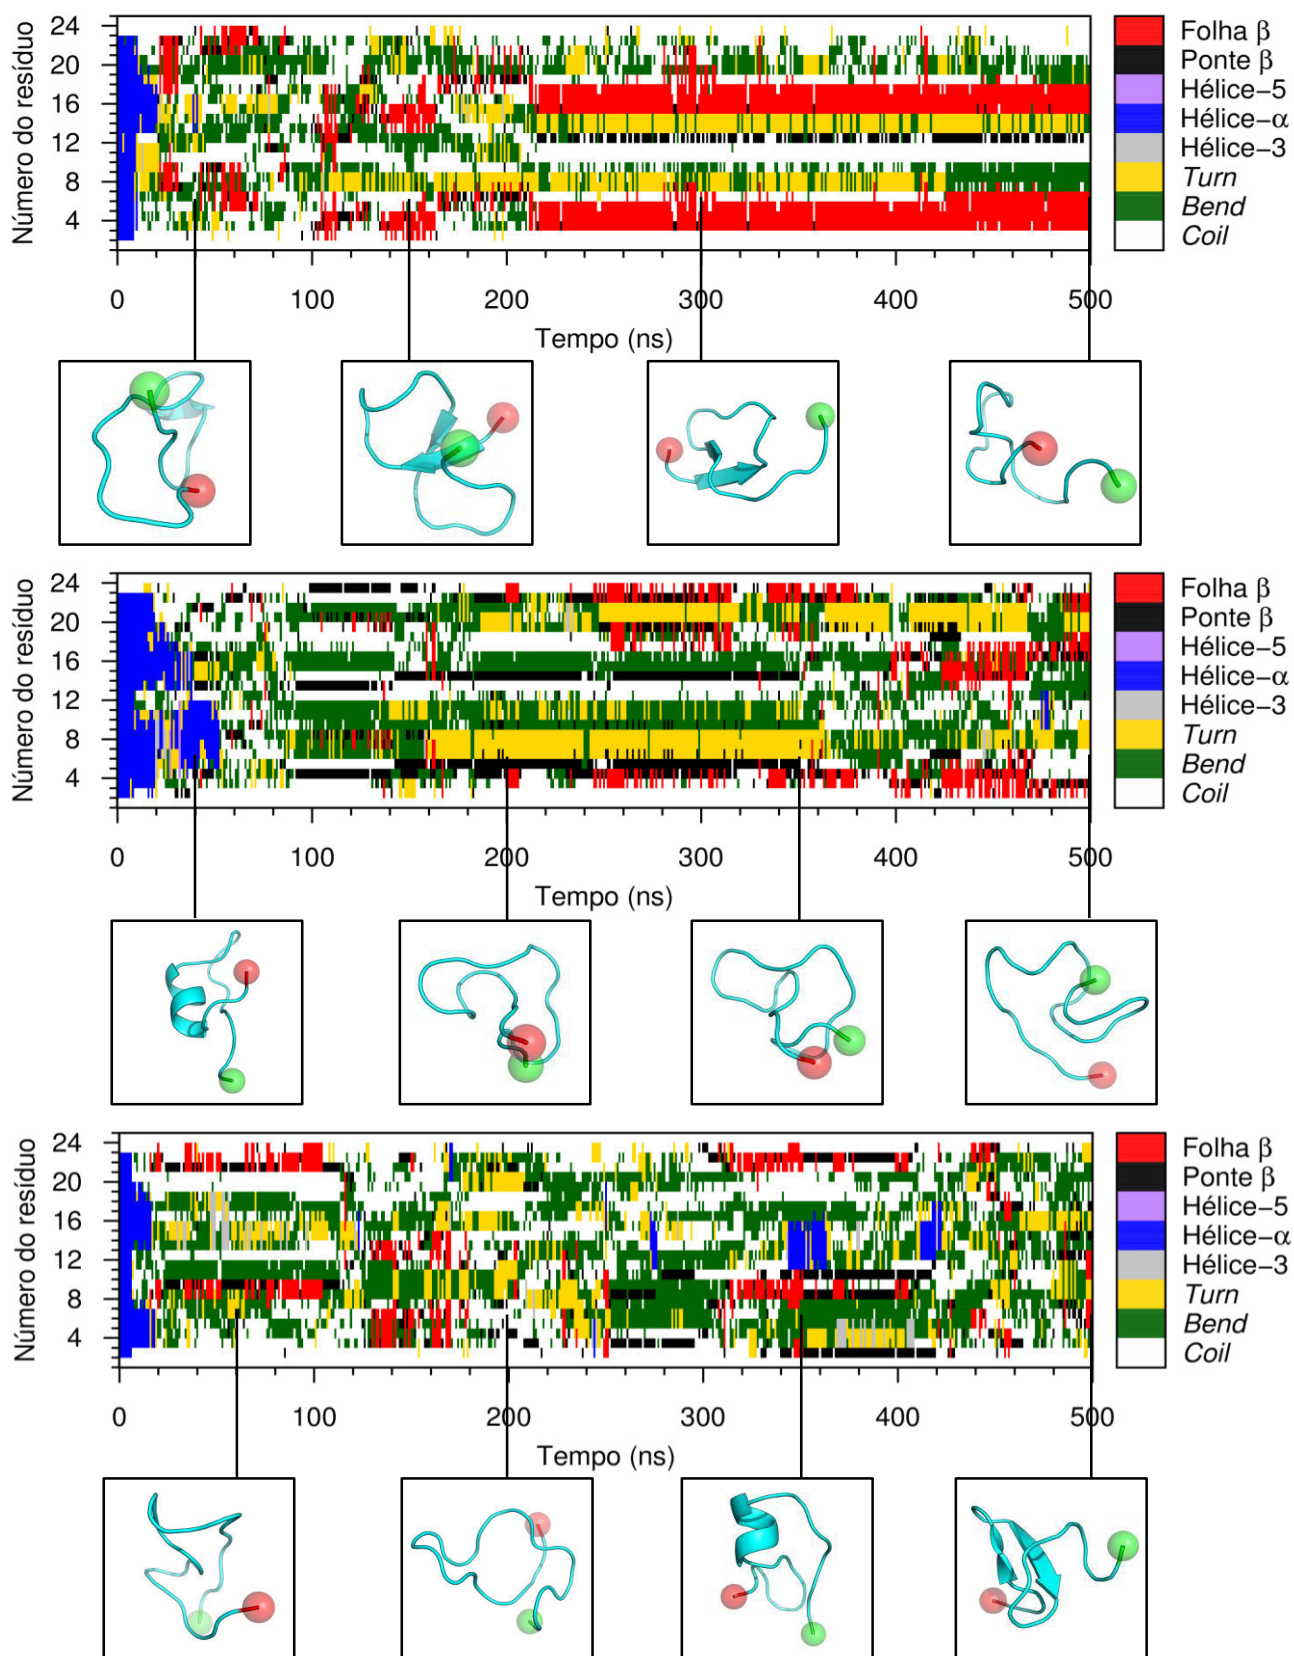 Número do resíduo
24
20
16
12
8
4
0 100 200 300 400 500
Tempo (ns)
Folha β
Ponte β
Hélice−5
Hélice−α
Hélice−3
Turn
Bend
Coil
Número do resíduo
24
20
16
12
8
4
0 100 200 300 400 500
Tempo (ns)
Folha β
Ponte β
Hélice−5
Hélice−α
Hélice−3
Turn
Bend
Coil
Número do resíduo
24
20
16
12
8
4
0 100 200 300 400 500
Tempo (ns)
Folha β
Ponte β
Hélice−5
Hélice−α
Hélice−3
Turn
Bend
Coil